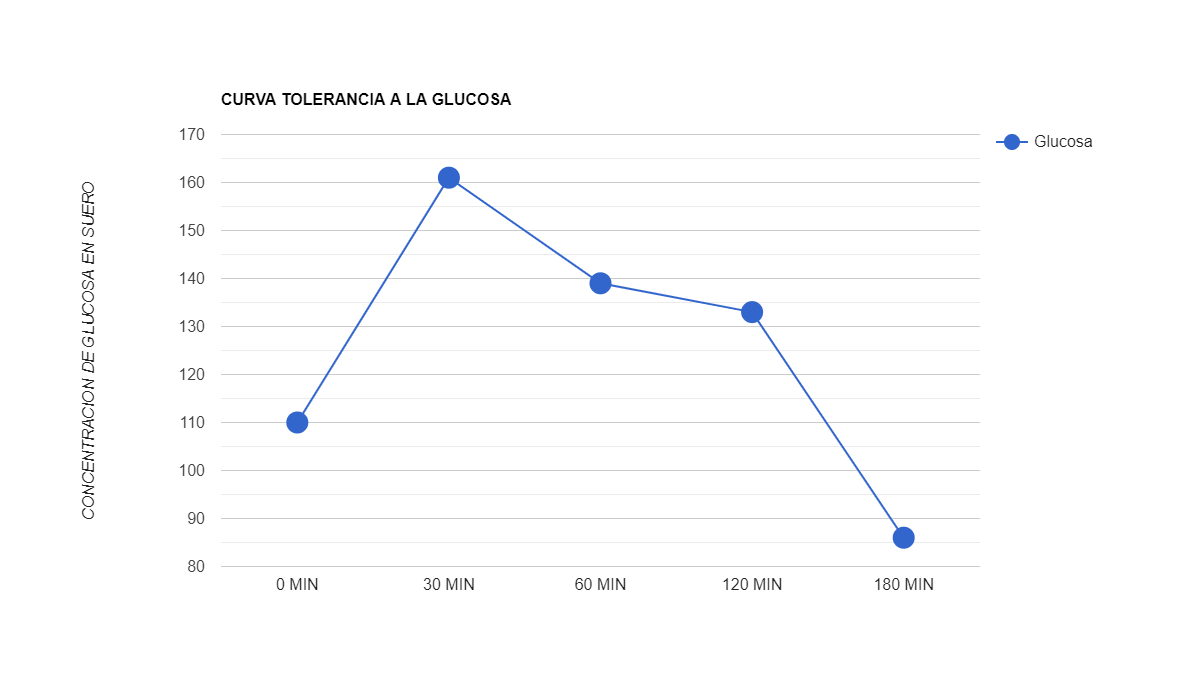 CURVA TOLERANCIA A LA GLUCOSA
Glucosa
CONCENTRACION DE GLUCOSA EN SUERO
170
160
150
140
130
120
110
100
90
80
0 MIN
30 MIN
60 MIN
120 MIN
180 MIN